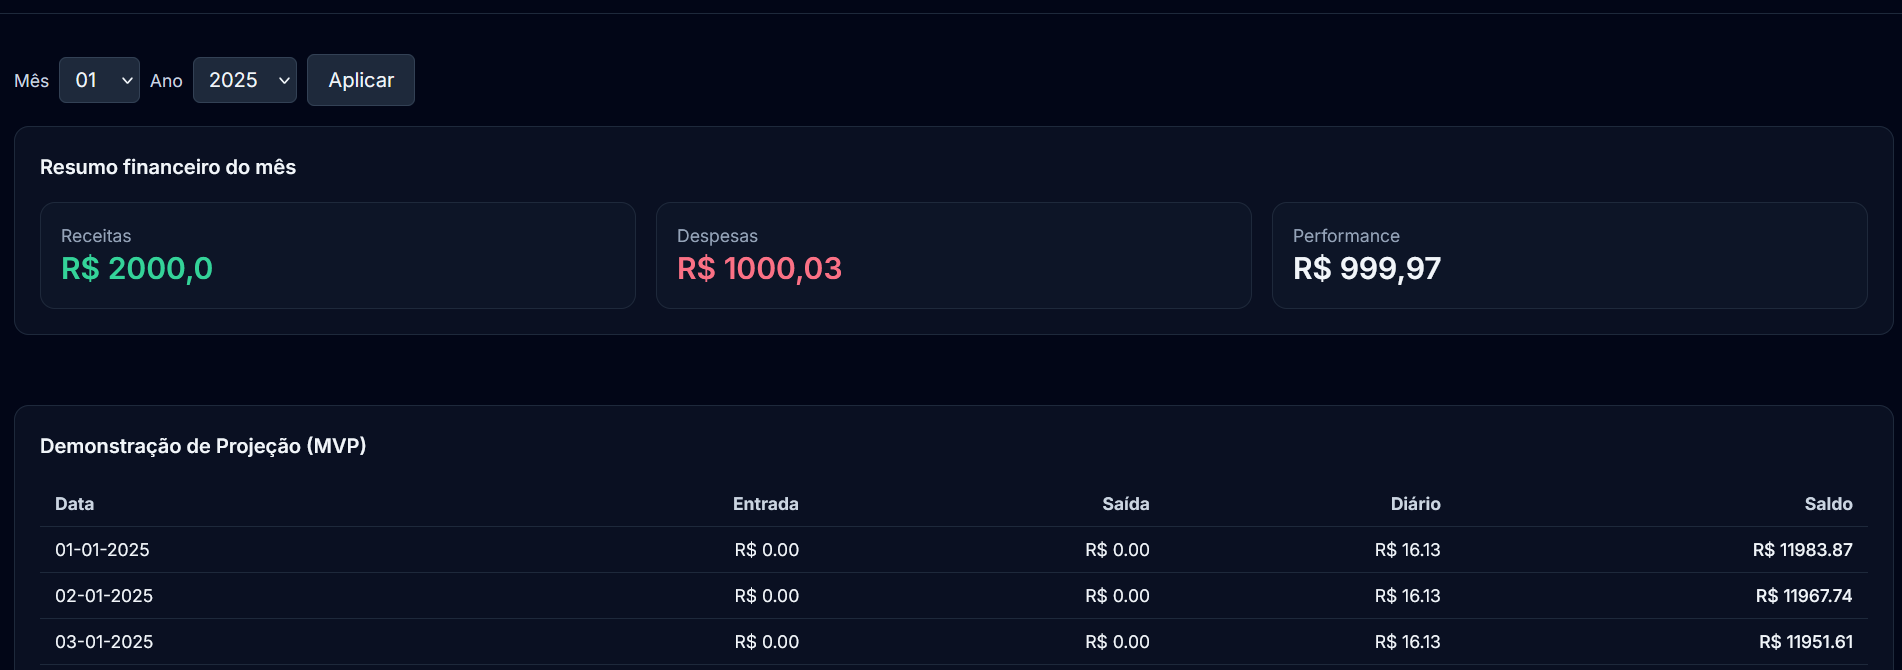 Mês 01 Ano 2025 Aplicar
Resumo financeiro do mês
Receitas Despesas Performance
R$ 2000,0 R$ 1000,03 R$ 999,97
Demonstração de Projeção (MVP)
Data Entrada Saída Diário Saldo
01-01-2025 R$ 0.00 R$ 0.00 R$ 16.13 R$ 11983.87
02-01-2025 R$ 0.00 R$ 0.00 R$ 16.13 R$ 11967.74
03-01-2025 R$ 0.00 R$ 0.00 R$ 16.13 R$ 11951.61